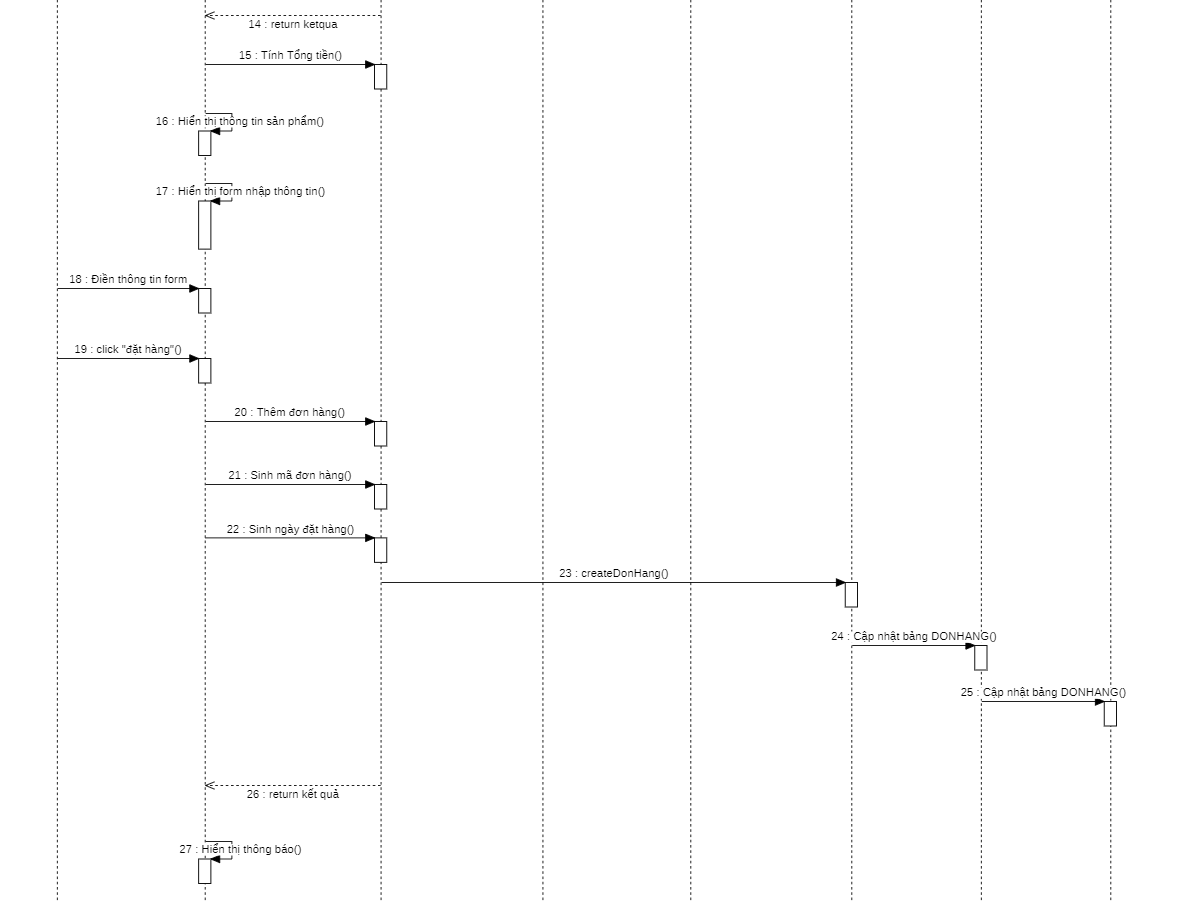 14 : return ketqua
15 : Tính Tổng tiền()
16 : Hiển thị thông tin sản phẩm()
17 : Hiển thị form nhập thông tin()
18 : Điền thông tin form
19 : click "đặt hàng"()
20 : Thêm đơn hàng()
21 : Sinh mã đơn hàng()
22 : Sinh ngày đặt hàng()
23 : createDonHang()
24 : Cập nhật bảng DONHANG()
25 : Cập nhật bảng DONHANG()
26 : return kết quả
27 : Hiển thị thông báo()